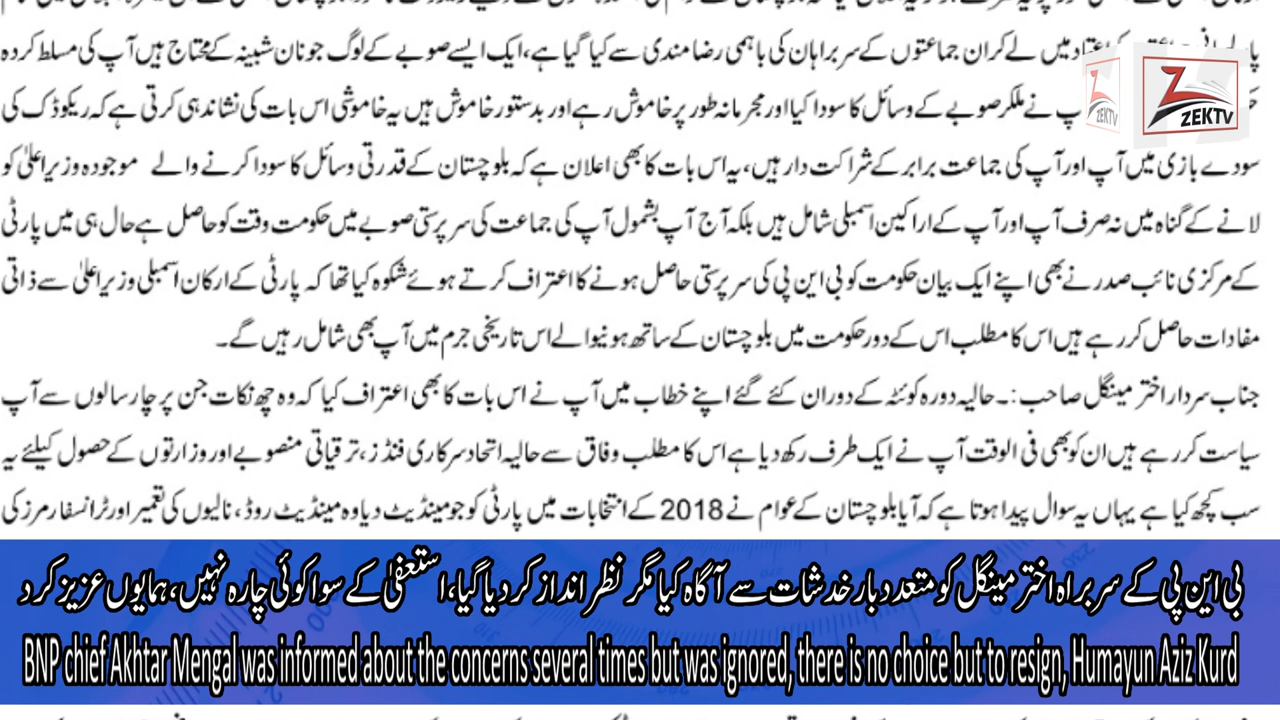 میں لے کران جماعتوں کے سربراہان کی باہمی رضا مندی سے کیا گیا ہے، ایک ایسے صوبے کے لوگ جو نان شبینہ کے محتاج ہیں آپ کی مسلط کردہ
پ نے ملکر صوبے کے وسائل کا سودا کیا اور مجرمانہ طور پر خاموش رہے اور بدستور خاموش ہیں یہ خاموشی اس بات کی نشاندہی کرتی ہے کہ ریکوڈک کی
سودے بازی میں آپ اور آپ کی جماعت برابر کے شراکت دار ہیں، یہ اس بات کا بھی اعلان ہے کہ بلوچستان کے قدرتی وسائل کا سودا کرنے والے موجودہ وزیراعلیٰ کو
لانے کے گناہ میں نہ صرف آپ اور آپ کے اراکین اسمبلی شامل ہیں بلکہ آج آپ بشمول آپ کی جماعت کی سرپرستی صوبے میں حکومت وقت کو حاصل ہے حال ہی میں پارٹی
کے مرکزی نائب صدر نے بھی اپنے ایک بیان حکومت کو بی این پی کی سرپرستی حاصل ہونے کا اعتراف کرتے ہوئے شکوہ کیا تھا کہ پارٹی کے ارکان اسمبلی وزیراعلیٰ سے ذاتی
مفادات حاصل کر رہے ہیں اس کا مطلب اس کے دور حکومت میں بلوچستان کے ساتھ ہونیوالے اس تاریخی جرم میں آپ بھی شامل رہیں گے۔
جناب سردار اختر مینگل صاحب :۔ حالیہ دورہ کوئٹہ کے دوران کئے گئے اپنے خطاب میں آپ نے اس بات کا بھی اعتراف کیا کہ وہ چھ نکات جن پر چار سالوں سے آپ
سیاست کر رہے ہیں ان کو بھی فی الوقت آپ نے ایک طرف رکھ دیا ہے اس کا مطلب وفاق سے حالیہ اتحاد سرکاری فنڈز، ترقیاتی منصوبے اور وزارتوں کے حصول کیلئے یہ
سب کچھ کیا ہے یہاں یہ سوال پیدا ہوتا ہے کہ آیا بلوچستان کے عوام نے 2018 کے انتخابات میں پارٹی کو جو مینڈیٹ دیا وہ مینڈیٹ روڈ، نالیوں کی تعمیر اور ٹرانسفارمرز کی
ZEKTV
ZEKTV
بی این پی کے سربراہ اختر مینگل کو متعدد بار خدشات سے آگاہ کیا مگر نظر انداز کر دیا گیا، استعفیٰ کے سوا کوئی چارہ نہیں، ہمایوں عزیز کرد
BNP chief Akhtar Mengal was informed about the concerns several times but was ignored, there is no choice but to resign, Humayun Aziz Kurd